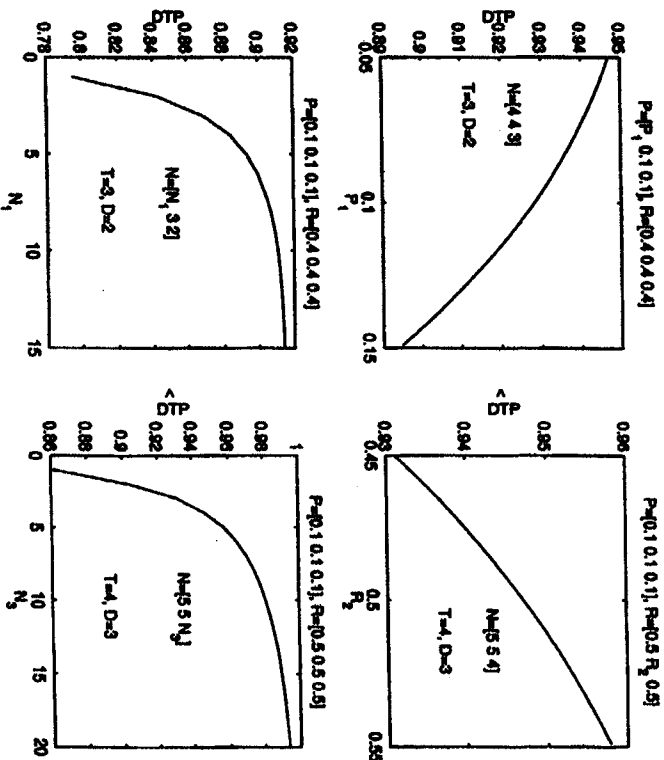 P=[P₁ 0.1 0.1], R=[0.4 0.4 0.4]
0.95
0.94
0.93
0.92
0.91
0.9
0.89
DTP
N=[4 4 3]
T=3, D=2
0.05 0.1 0.15
P₁
P=[0.1 0.1 0.1], R=[0.5 R₂ 0.5]
0.96
0.95
0.94
0.93
^
DTP
N=[5 5 4]
T=4, D=3
0.45 0.5 0.55
R₂
P=[0.1 0.1 0.1], R=[0.4 0.4 0.4]
0.92
0.9
0.88
0.86
0.84
0.82
0.8
0.78
DTP
N=[N₁ 3 2]
T=3, D=2
0 5 10 15
N₁
P=[0.1 0.1 0.1], R=[0.5 0.5 0.5]
1
0.98
0.96
0.94
0.92
0.9
0.88
0.86
^
DTP
N=[5 5 N₃]
T=4, D=3
0 5 10 15 20
N₃